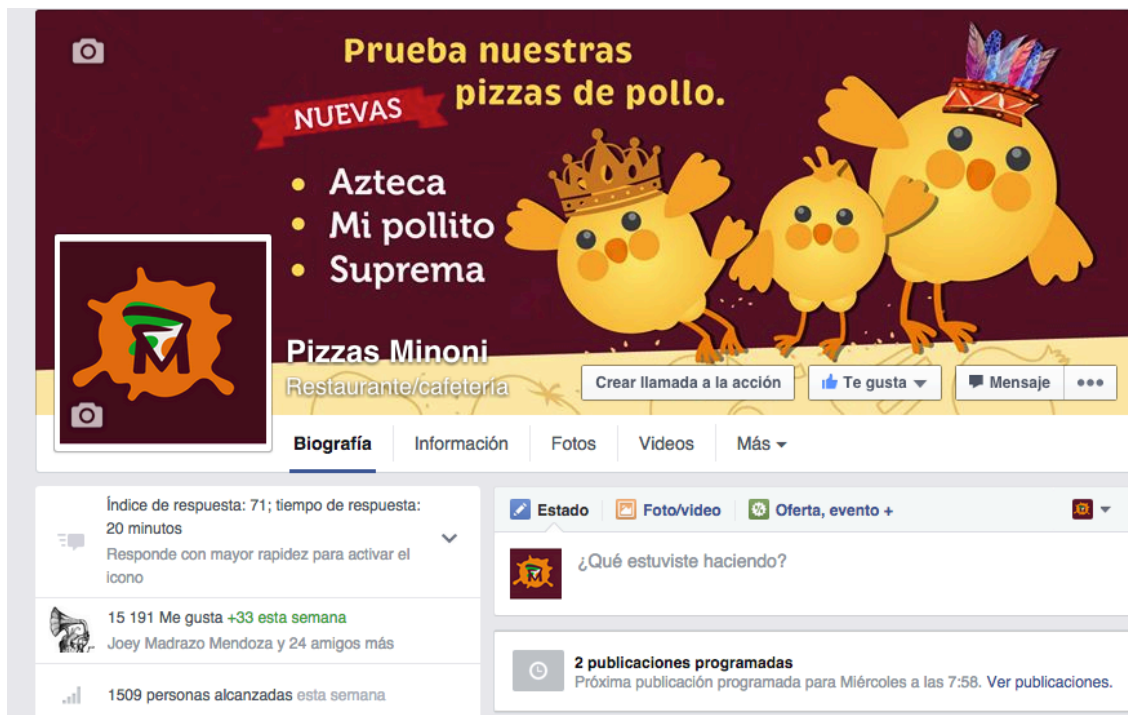 Prueba nuestras
pizzas de pollo.
NUEVAS
• Azteca
• Mi pollito
• Suprema
M
Pizzas Minoni
Restaurante/cafetería
Crear llamada a la acción
Te gusta
Mensaje
•••
Biografía
Información
Fotos
Videos
Más
Índice de respuesta: 71; tiempo de respuesta:
20 minutos
Responde con mayor rapidez para activar el
icono
15 191 Me gusta +33 esta semana
Joey Madrazo Mendoza y 24 amigos más
1509 personas alcanzadas esta semana
Estado
Foto/video
Oferta, evento +
M
¿Qué estuviste haciendo?
2 publicaciones programadas
Próxima publicación programada para Miércoles a las 7:58. Ver publicaciones.